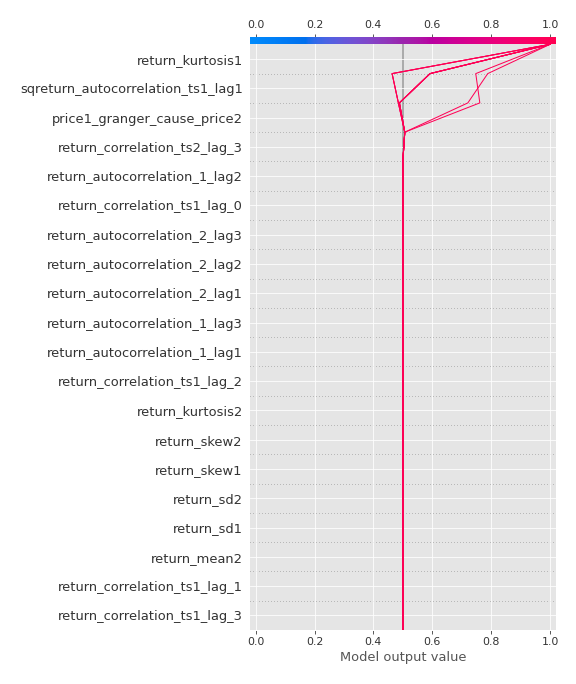 0.0 0.2 0.4 0.6 0.8 1.0
return_kurtosis1
sqreturn_autocorrelation_ts1_lag1
price1_granger_cause_price2
return_correlation_ts2_lag_3
return_autocorrelation_1_lag2
return_correlation_ts1_lag_0
return_autocorrelation_2_lag3
return_autocorrelation_2_lag2
return_autocorrelation_2_lag1
return_autocorrelation_1_lag3
return_autocorrelation_1_lag1
return_correlation_ts1_lag_2
return_kurtosis2
return_skew2
return_skew1
return_sd2
return_sd1
return_mean2
return_correlation_ts1_lag_1
return_correlation_ts1_lag_3
0.0 0.2 0.4 0.6 0.8 1.0
Model output value